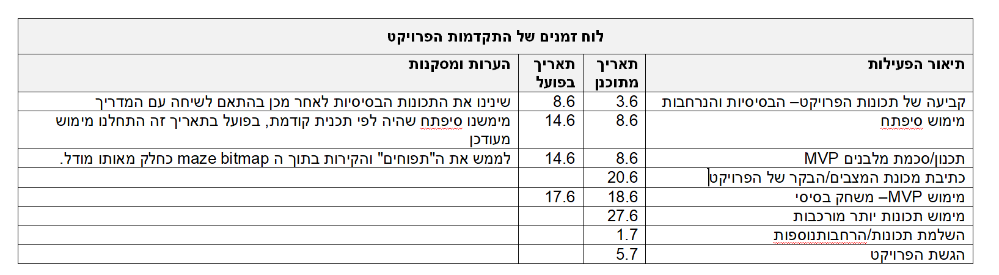 לוח זמנים של התקדמות הפרויקט
תיאור הפעילות תאריך מתוכנן תאריך בפועל הערות ומסקנות
קביעה של תכונות הפרויקט– הבסיסיות והנרחבות 3.6 8.6 שינינו את התכונות הבסיסיות לאחר מכן בהתאם לשיחה עם המדריך
מימוש סיפתח 8.6 14.6 מימשנו סיפתח שהיה לפי תכנית קודמת, בפועל בתאריך זה התחלנו מימוש
מעודכן
תכנון/סכמת מלבנים MVP 8.6 14.6 לממש את ה"תפוחים" והקירות בתוך ה maze bitmap כחלק מאותו מודל.
כתיבת מכונת המצבים/הבקר של הפרויקט 20.6
מימוש MVP– משחק בסיסי 18.6 17.6
מימוש תכונות יותר מורכבות 27.6
השלמת תכונות/הרחבותנוספות 1.7
הגשת הפרויקט 5.7